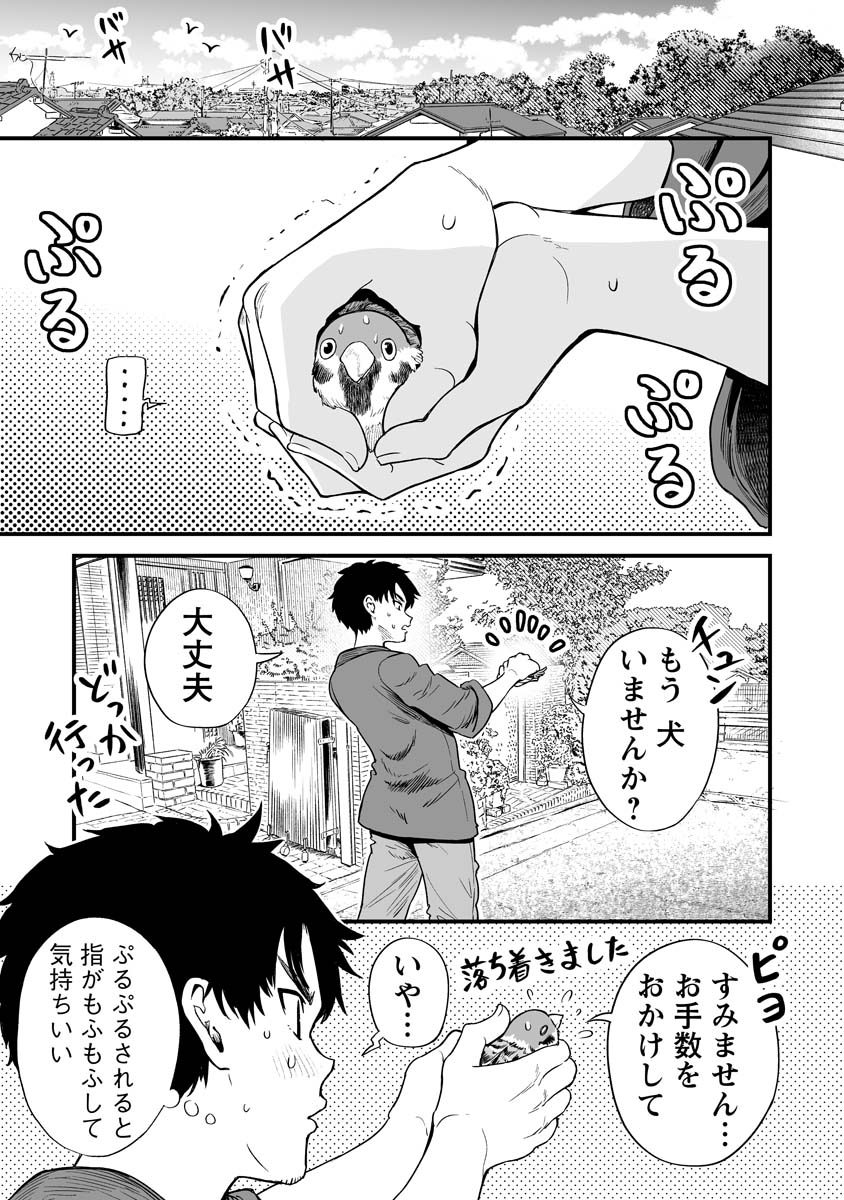 バサ
バサ
ぷる
ぷる
ぷる
‥‥‥
もう犬
いませんか?
チュン
大丈夫
どっか
行った
すみません…
お手数を
おかけして
ピヨ
落ち着きました
いや…
ぷるぷるされると
指がもふもふして
気持ちいい